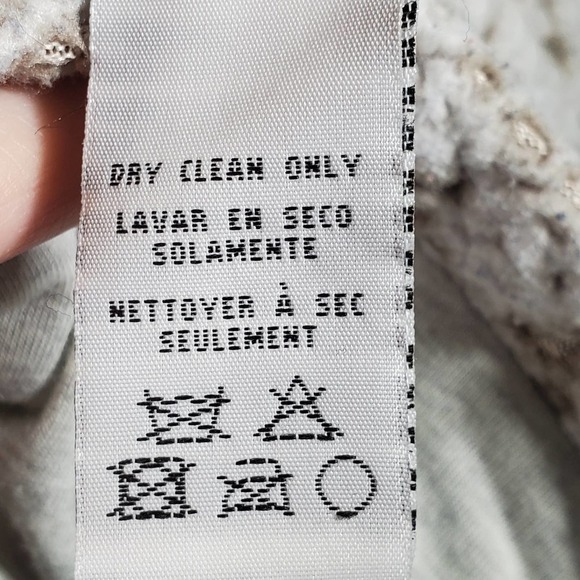 DRY CLEAN ONLY
LAVAR EN SECO
SOLAMENTE
NETTOYER À SEC
SEULEMENT